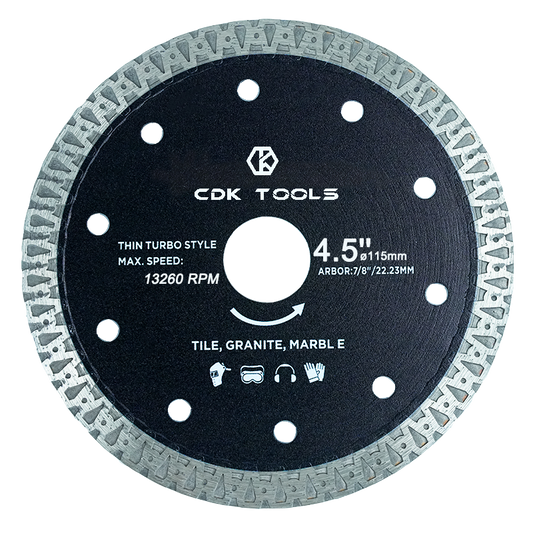 CDK TOOLS
THIN TURBO STYLE
MAX. SPEED:
13260 RPM
4.5" ø115mm
ARBOR:7/8"/22.23MM
TILE, GRANITE, MARBL E